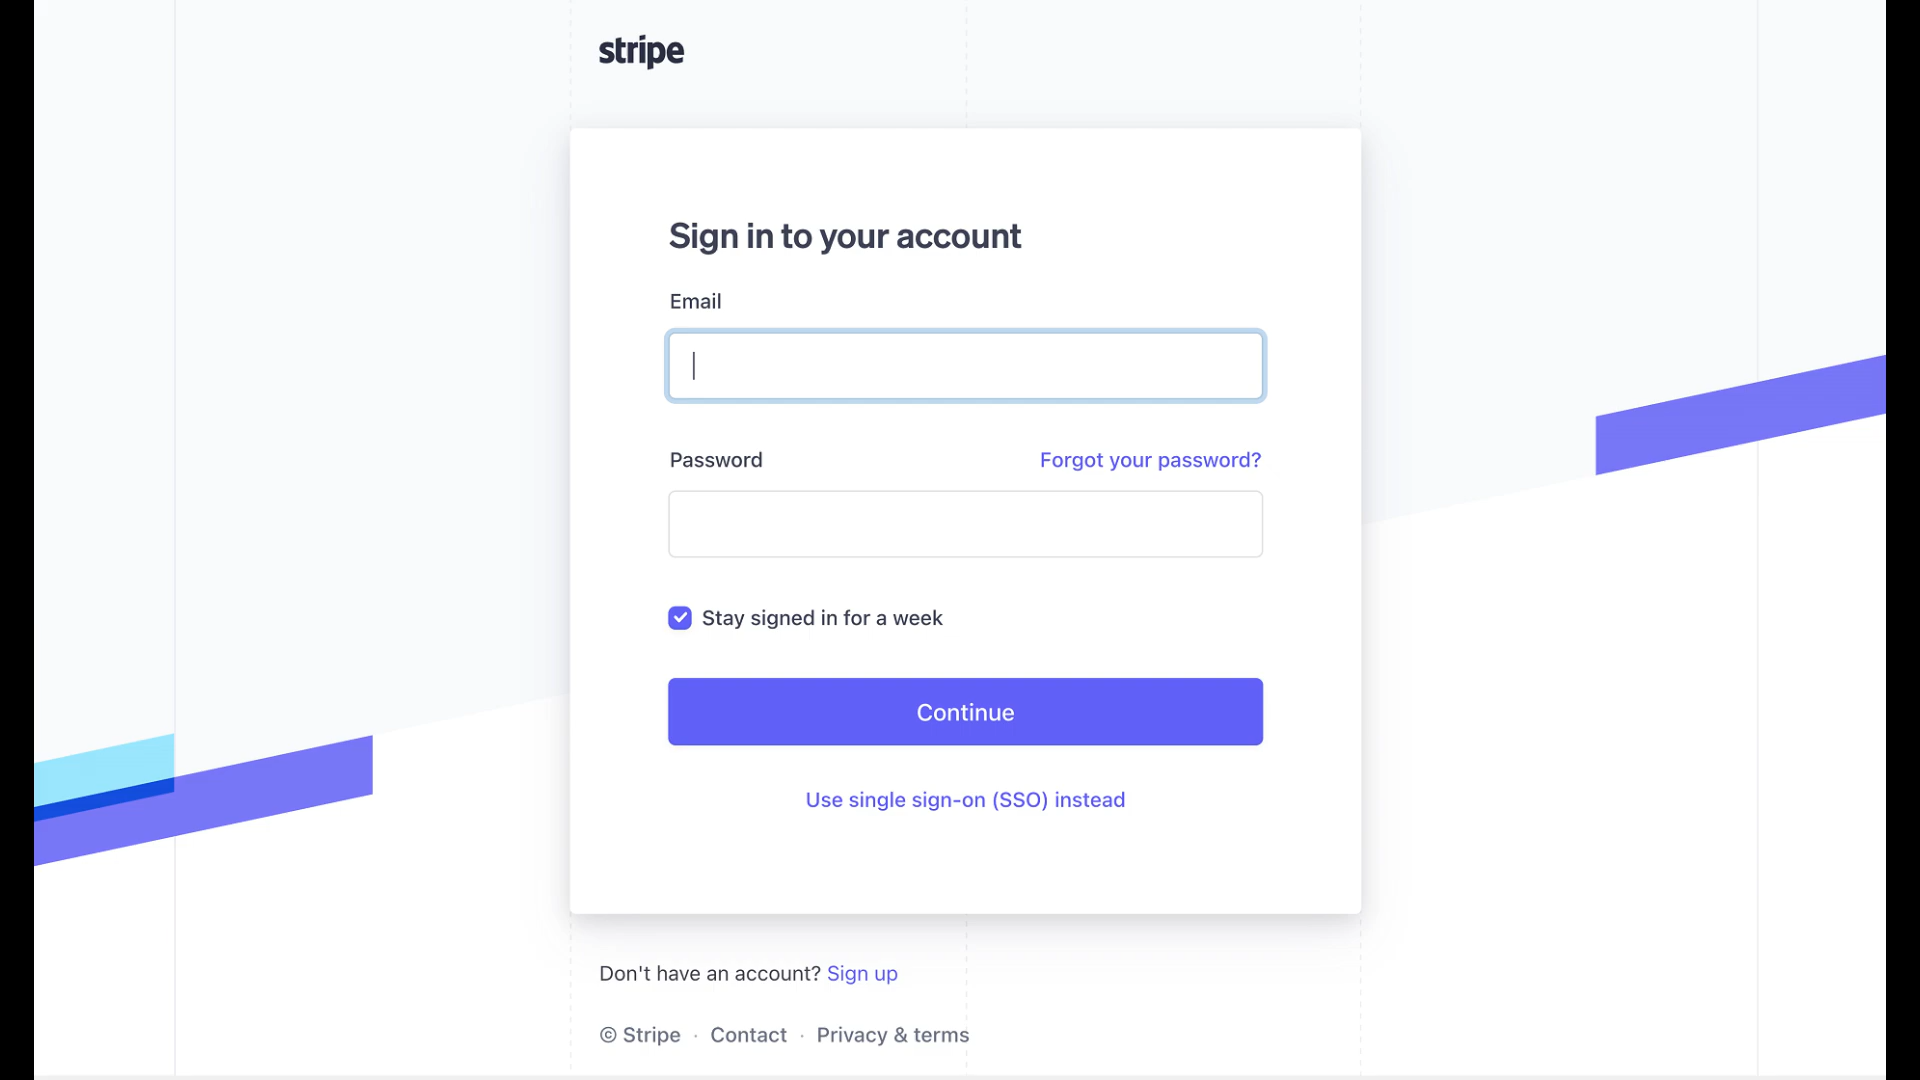 stripe
Sign in to your account
Email
Password
Forgot your password?
Stay signed in for a week
Continue
Use single sign-on (SSO) instead
Don't have an account? Sign up
© Stripe · Contact · Privacy & terms